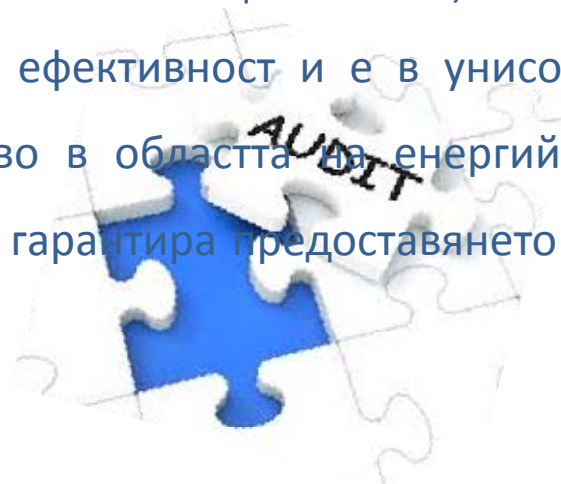 ефективност и е в унисо
во в областта на енергий
AUDIT
гарантира предоставянето